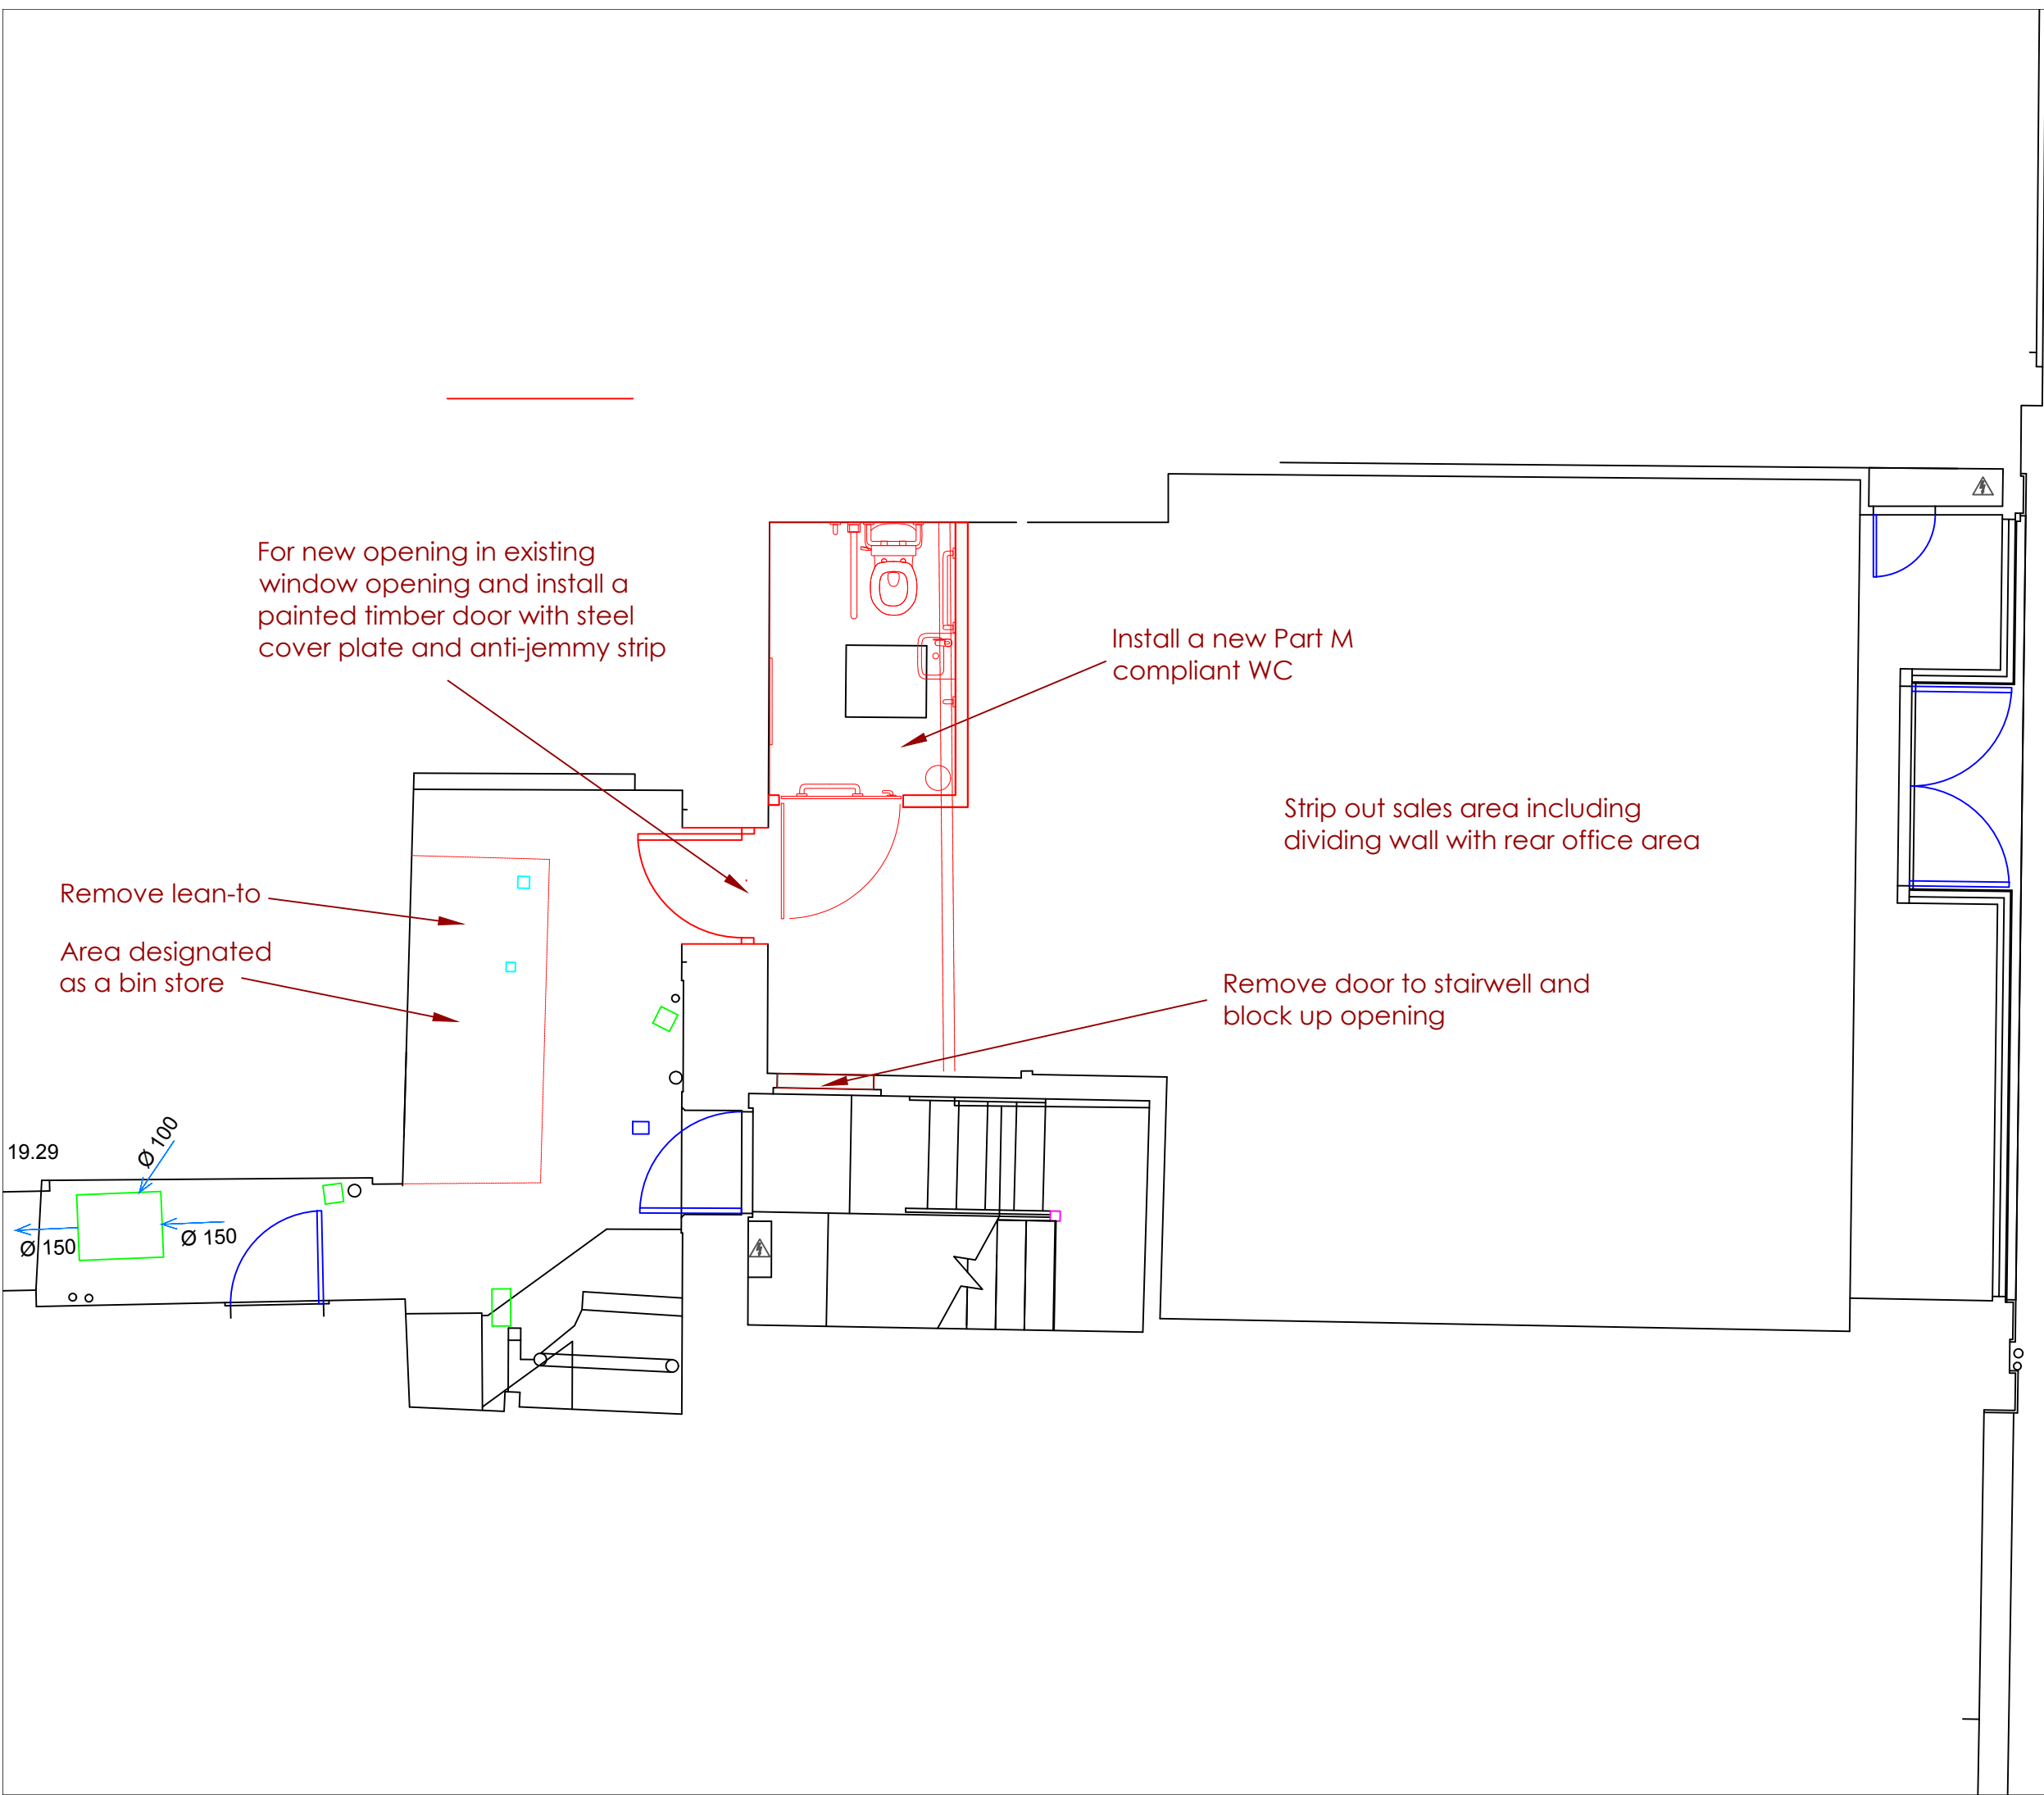 For new opening in existing
window opening and install a
painted timber door with steel
cover plate and anti-jemmy strip
Install a new Part M
compliant WC
Strip out sales area including
dividing wall with rear office area
Remove lean-to
Area designated
as a bin store
Remove door to stairwell and
block up opening
19.29
Ø 100
Ø 150
Ø 150